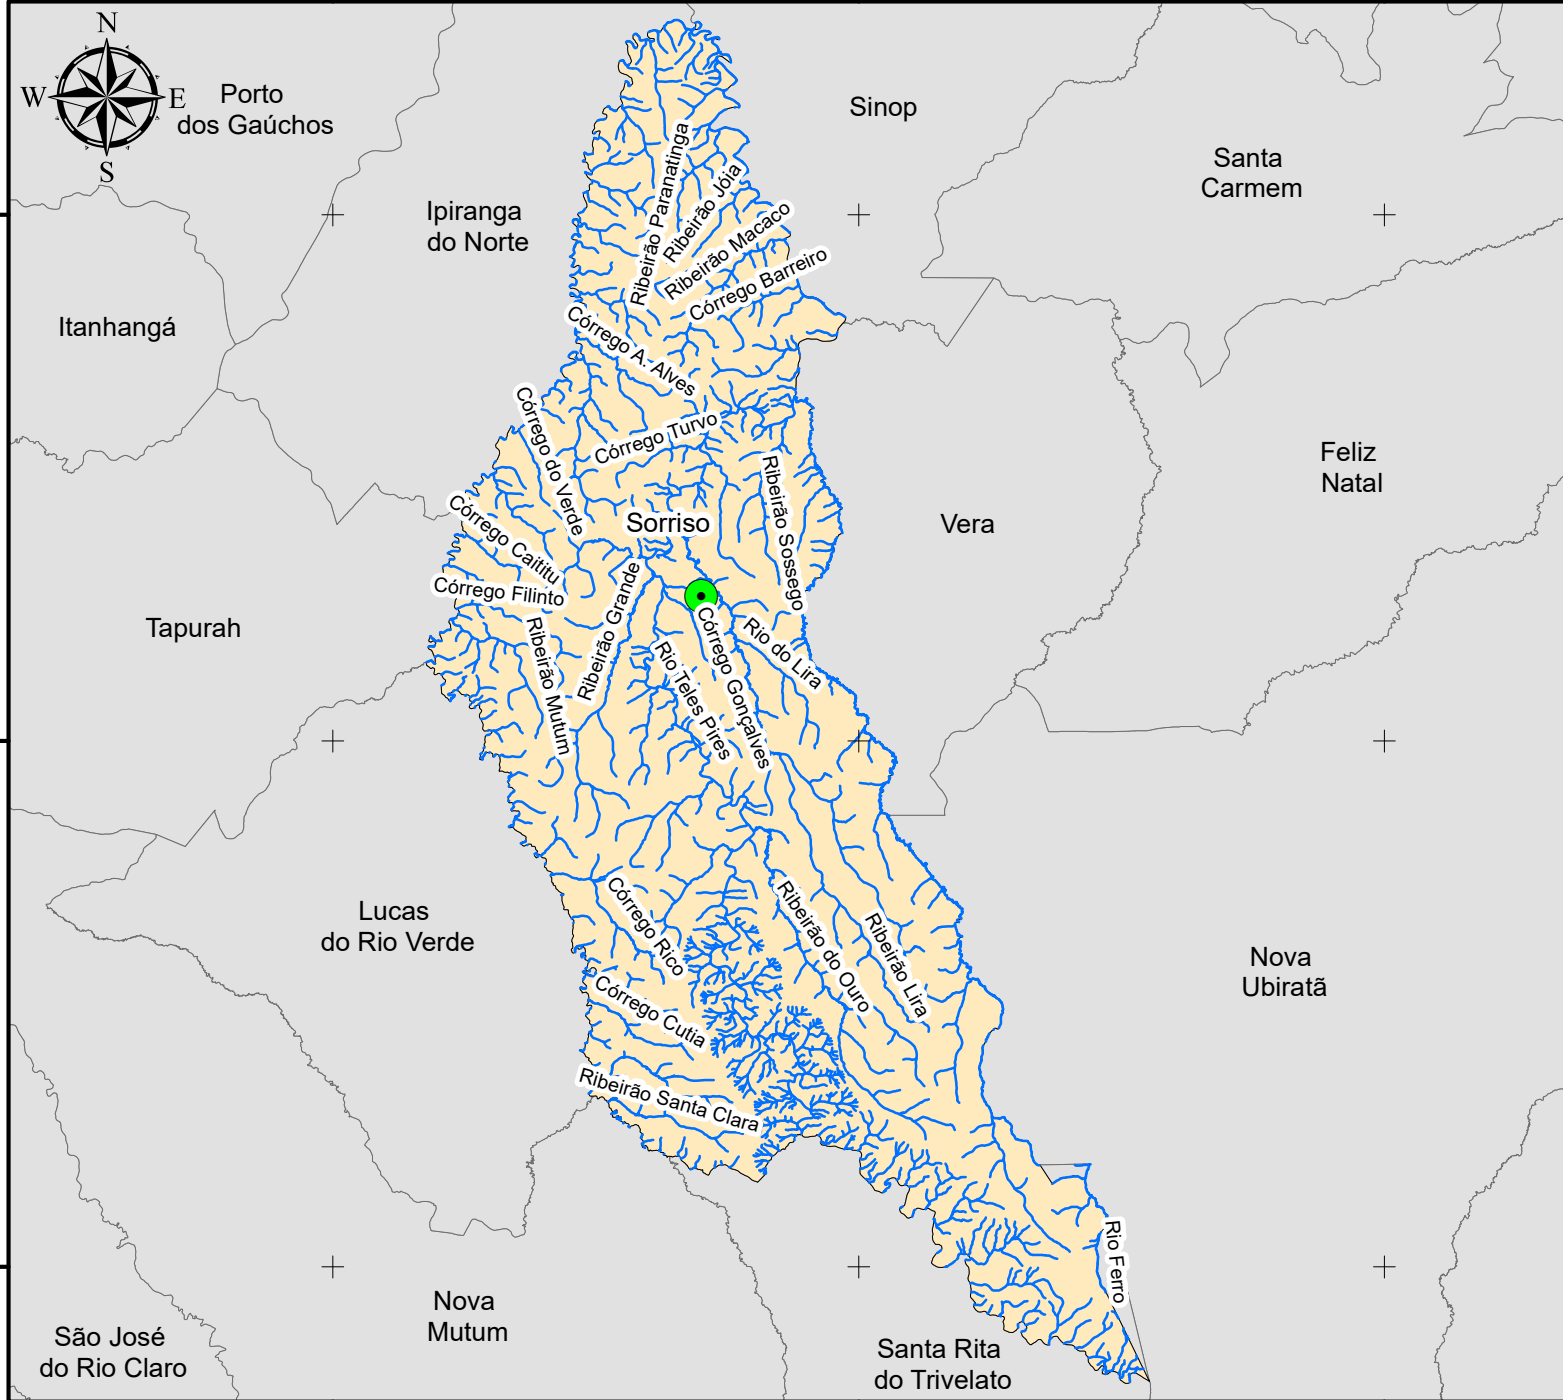 N
W
E
S
Porto
dos Gaúchos
Sinop
Santa
Carmem
Ipiranga
do Norte
Itanhangá
Ribeirão Paranatinga
Ribeirão Jóia
Ribeirão Macaco
Córrego Barreiro
Córrego A. Alves
Córrego do Verde
Córrego Turvo
Ribeirão Sossego
Feliz
Natal
Vera
Sorriso
Córrego Caititu
Córrego Filinto
Tapurah
Ribeirão Mutum
Ribeirão Grande
Rio Teles Pires
Córrego Gonçalves
Rio do Lira
Lucas
do Rio Verde
Córrego Rico
Ribeirão do Ouro
Ribeirão Lira
Nova
Ubiratã
Córrego Cutia
Ribeirão Santa Clara
Rio Ferro
Nova
Mutum
São José
do Rio Claro
Santa Rita
do Trivelato